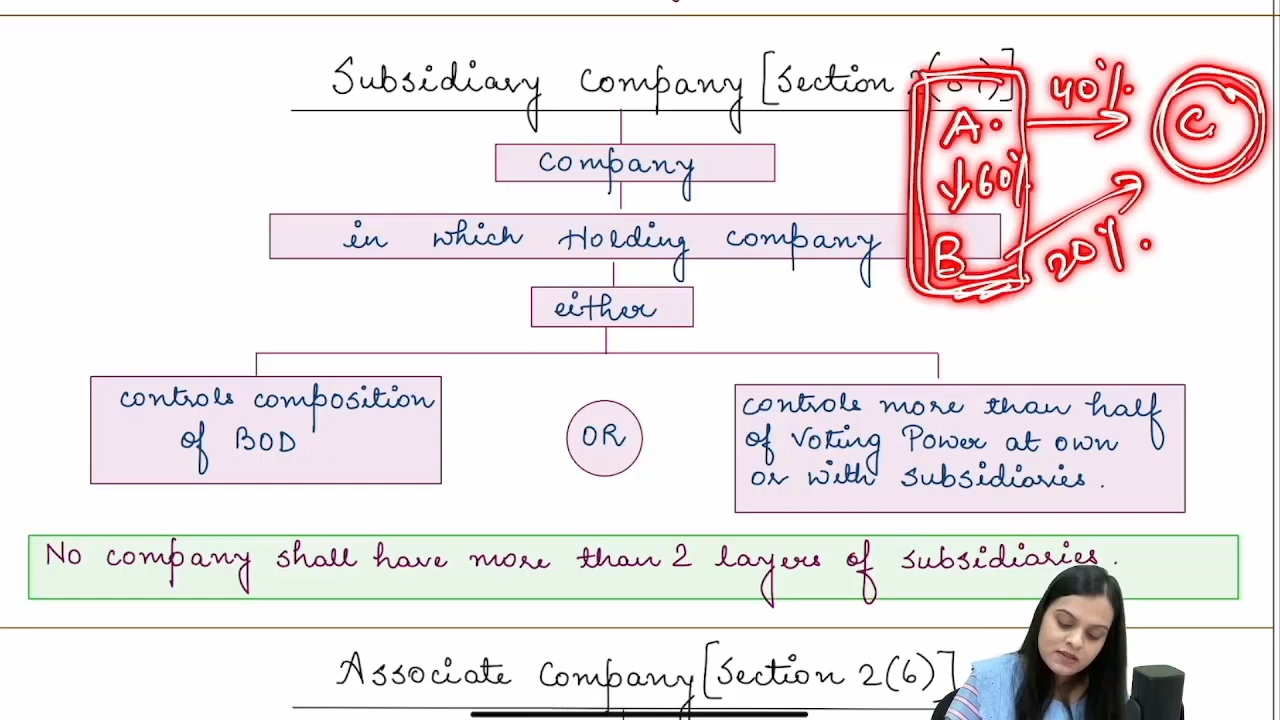 Subsidiary Company [Section 2(87)]
A. 40%. C
↓60%
B 20%.
Company
in which Holding company
either
controls composition
of BOD
OR
controls more than half
of Voting Power at own
or with subsidiaries.
No company shall have more than 2 layers of subsidiaries.
Associate Company [Section 2(6)]